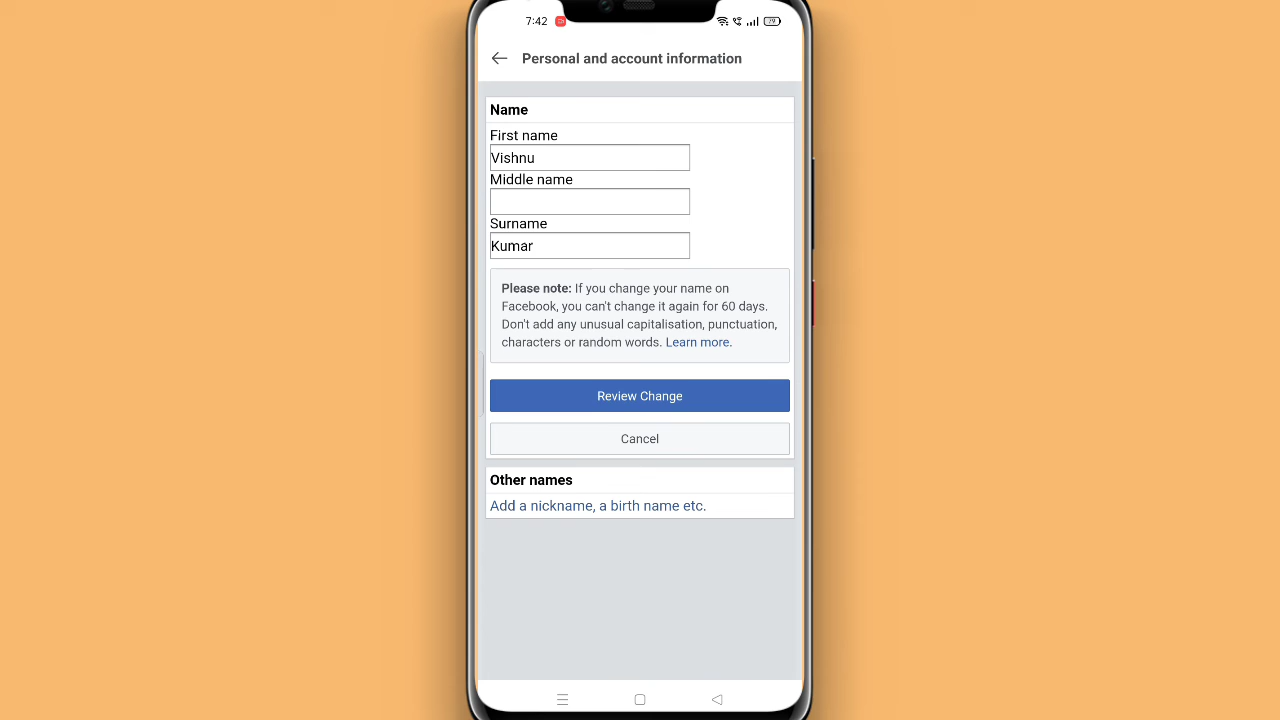 7:42
79
Personal and account information
Name
First name
Vishnu
Middle name
Surname
Kumar
Please note: If you change your name on
Facebook, you can't change it again for 60 days.
Don't add any unusual capitalisation, punctuation,
characters or random words. Learn more.
Review Change
Cancel
Other names
Add a nickname, a birth name etc.